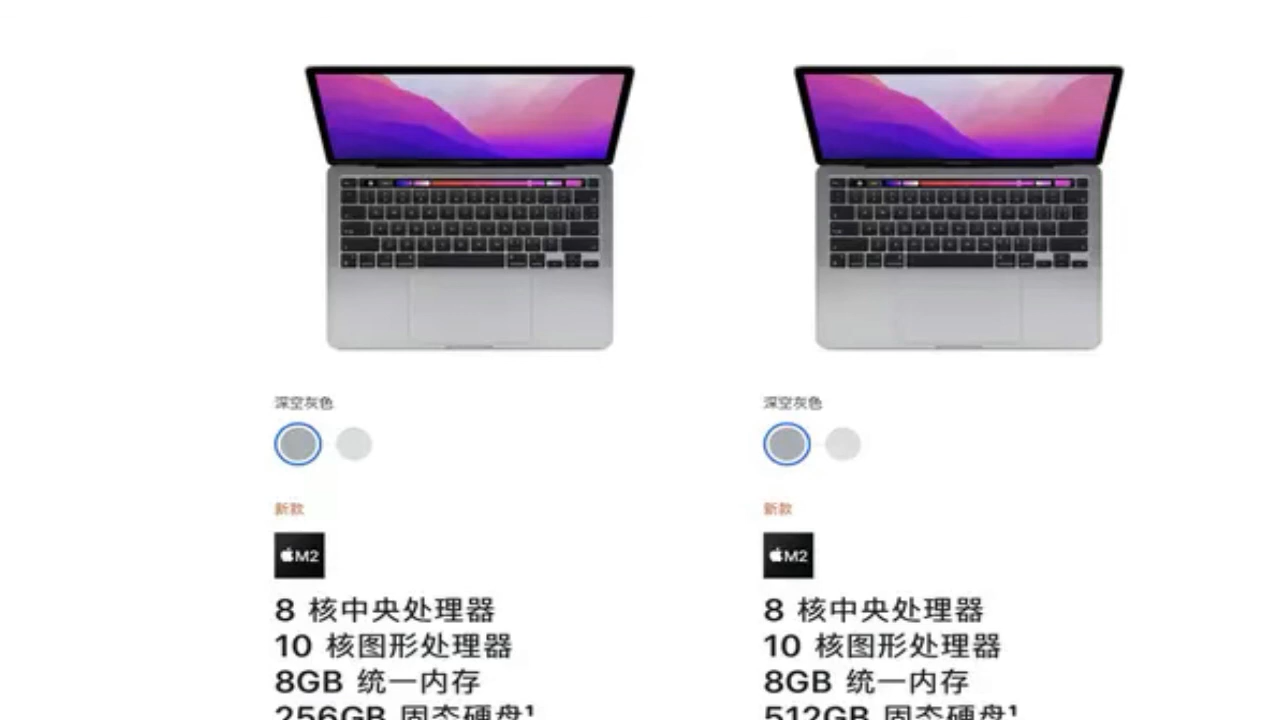 深空灰色
新款
M2
8 核中央处理器
10 核图形处理器
8GB 统一内存
256GB 固态硬盘¹
深空灰色
新款
M2
8 核中央处理器
10 核图形处理器
8GB 统一内存
512GB 固态硬盘¹